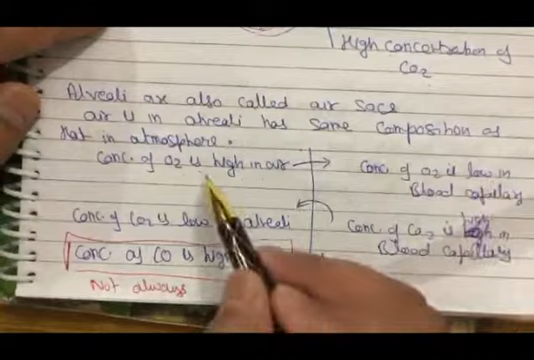 High concentration of
CO2
Alveoli are also called air sacs
air is in alveoli has same composition as
that in atmosphere.
Conc. of O2 is high in air → Conc of O2 is low in
Blood capillary
Conc. of CO2 is low alveoli
Conc of CO2 is high in
Blood capillary
Conc. of CO is high
Not always